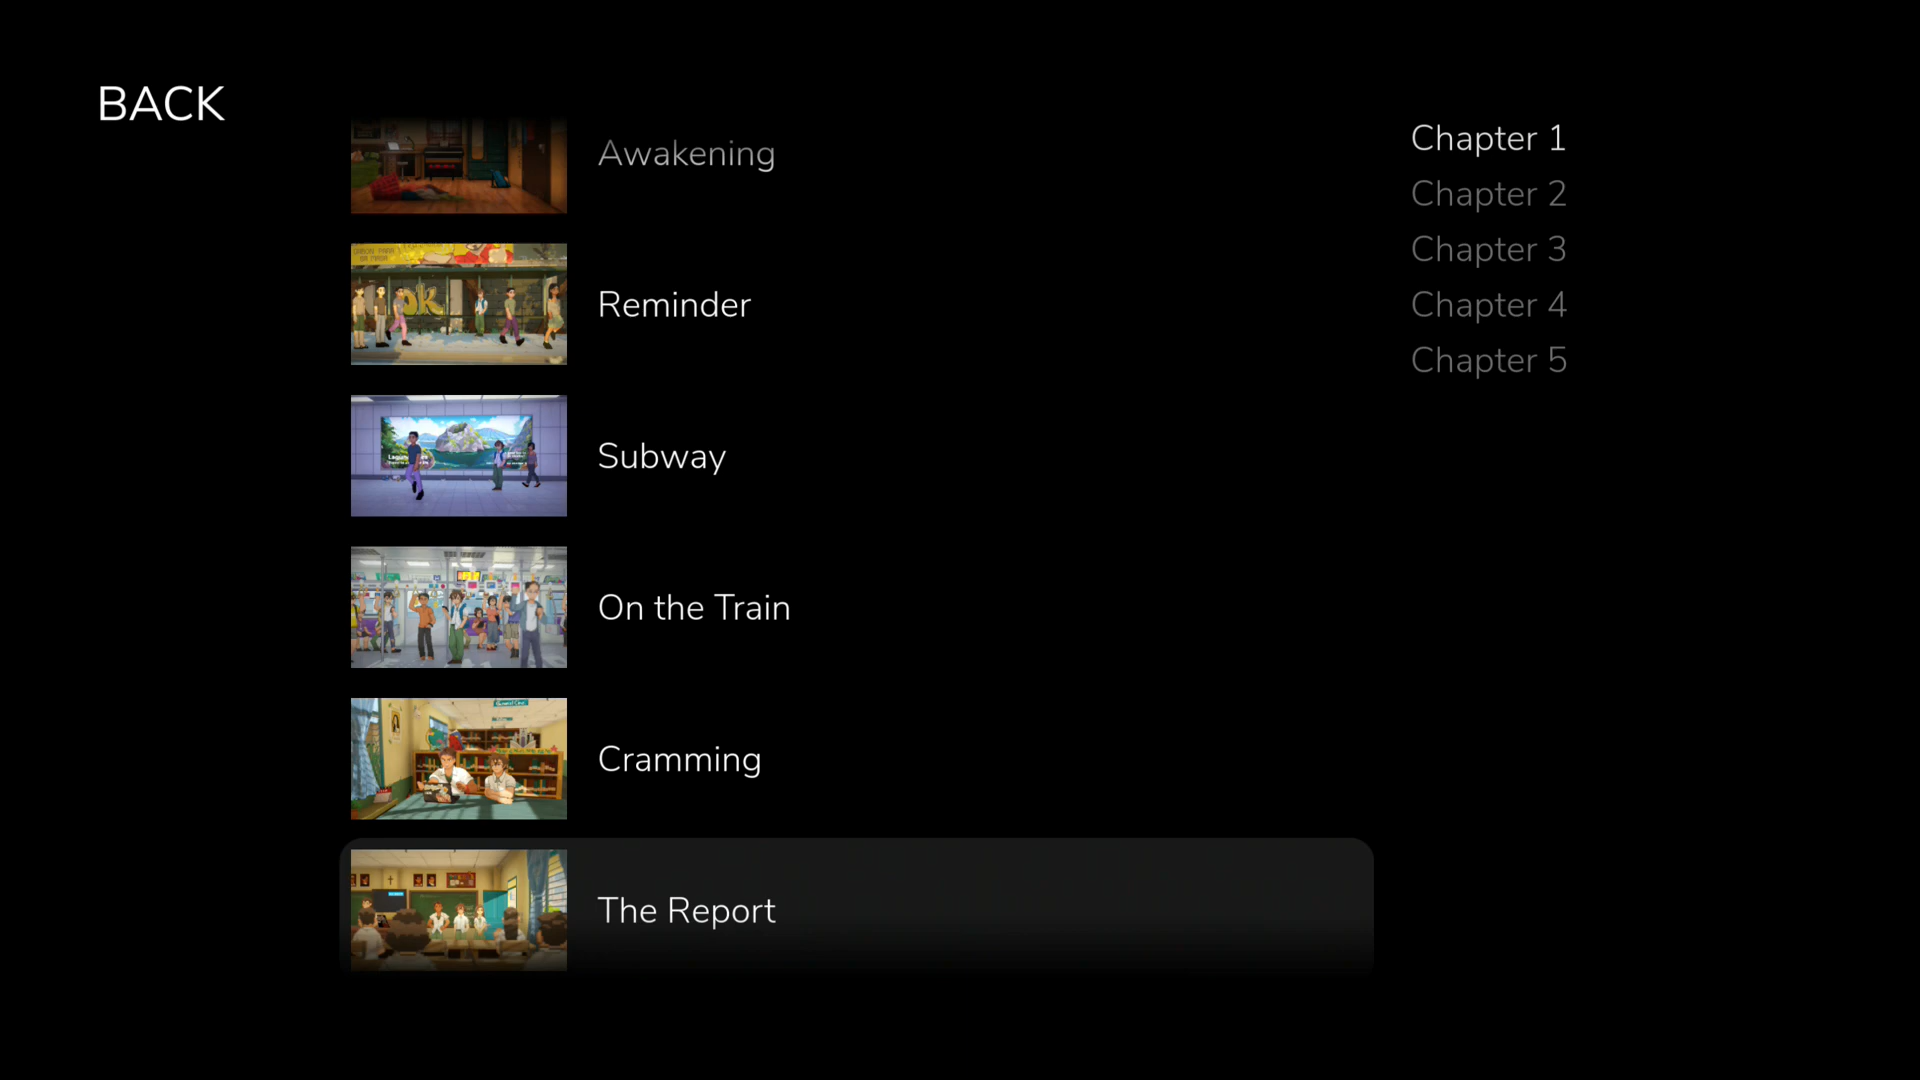 BACK
Awakening
Reminder
Subway
On the Train
Cramming
The Report
Chapter 1
Chapter 2
Chapter 3
Chapter 4
Chapter 5
OK